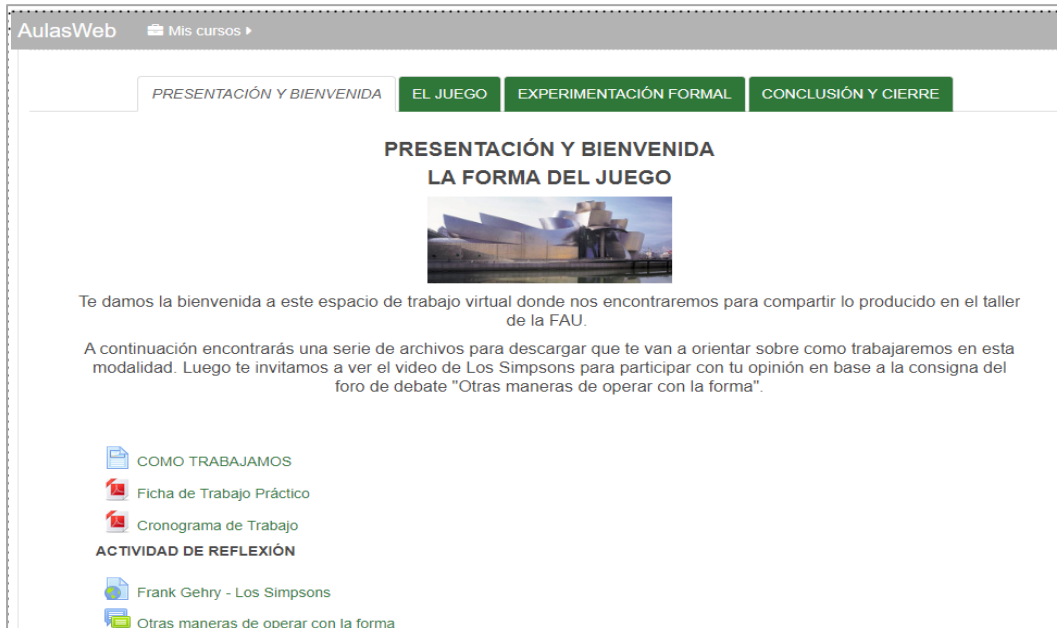 AulasWeb Mis cursos
PRESENTACIÓN Y BIENVENIDA EL JUEGO EXPERIMENTACIÓN FORMAL CONCLUSIÓN Y CIERRE
PRESENTACIÓN Y BIENVENIDA
LA FORMA DEL JUEGO
Te damos la bienvenida a este espacio de trabajo virtual donde nos encontraremos para compartir lo producido en el taller
de la FAU.
A continuación encontrarás una serie de archivos para descargar que te van a orientar sobre como trabajaremos en esta
modalidad. Luego te invitamos a ver el video de Los Simpsons para participar con tu opinión en base a la consigna del
foro de debate "Otras maneras de operar con la forma".
COMO TRABAJAMOS
Ficha de Trabajo Práctico
Cronograma de Trabajo
ACTIVIDAD DE REFLEXIÓN
Frank Gehry - Los Simpsons
Otras maneras de operar con la forma